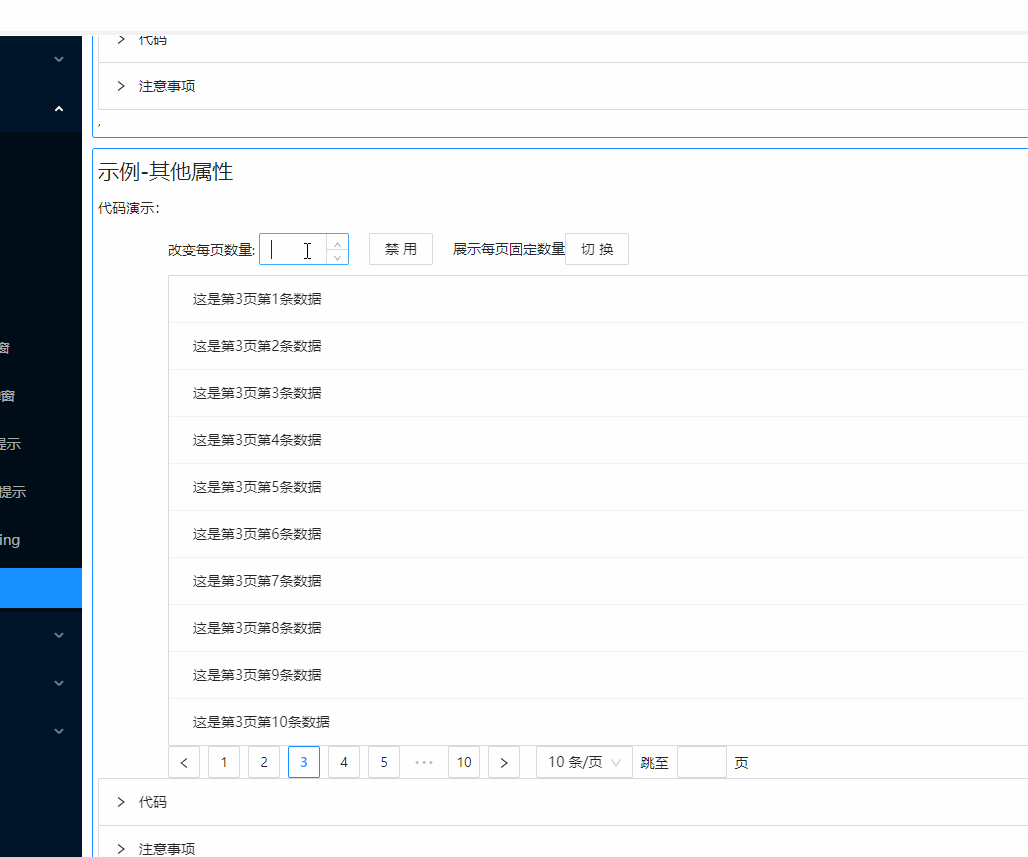 代码
注意事项
,
示例-其他属性
代码演示:
改变每页数量: 禁 用 展示每页固定数量 切 换
这是第3页第1条数据
这是第3页第2条数据
这是第3页第3条数据
这是第3页第4条数据
这是第3页第5条数据
这是第3页第6条数据
这是第3页第7条数据
这是第3页第8条数据
这是第3页第9条数据
这是第3页第10条数据
1 2 3 4 5 ••• 10 10 条/页 跳至 页
代码
注意事项
窗
窗
提示
提示
ing